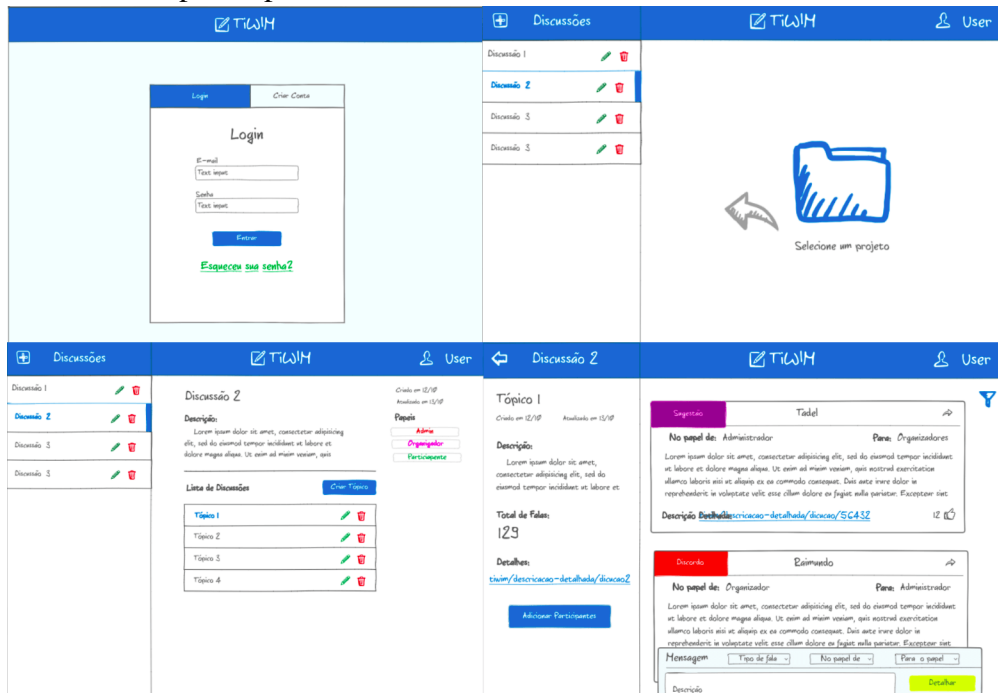 TiWIM
Login
Criar Conta
Login
E-mail
Text input
Senha
Text input
Entrar
Esqueceu sua senha?
Discussões
TiWIM
User
Discussão 1
Discussão 2
Discussão 3
Discussão 3
Selecione um projeto
Discussões
TiWIM
User
Discussão 1
Discussão 2
Discussão 3
Discussão 3
Discussão 2
Criado em 12/10
Atualizado em 13/10
Descrição:
Lorem ipsum dolor sit amet, consectetur adipisicing
elit, sed do eiusmod tempor incididunt ut labore et
dolore magna aliqua. Ut enim ad minim veniam, quis
Papeis
Admin
Organizador
Participante
Lista de Discussões
Criar Tópico
Tópico 1
Tópico 2
Tópico 3
Tópico 4
Discussão 2
TiWIM
User
Tópico 1
Criado em 12/10
Atualizado em 13/10
Descrição:
Lorem ipsum dolor sit amet,
consectetur adipisicing elit, sed do
eiusmod tempor incididunt ut labore et
Total de Falas:
129
Detalhes:
tiwim/descricao-detalhada/dicucao2
Adicionar Participantes
Sugestão
Tadel
No papel de: Administrador
Para: Organizadores
Lorem ipsum dolor sit amet, consectetur adipisicing elit, sed do eiusmod tempor incididunt
ut labore et dolore magna aliqua. Ut enim ad minim veniam, quis nostrud exercitation
ullamco laboris nisi ut aliquip ex ea commodo consequat. Duis aute irure dolor in
reprehenderit in voluptate velit esse cillum dolore eu fugiat nulla pariatur. Excepteur sint
Descrição Detalhada: descricacao-detalhada/dicucao/56432
12
Discordo
Raimundo
No papel de: Organizador
Para: Administrador
Lorem ipsum dolor sit amet, consectetur adipisicing elit, sed do eiusmod tempor incididunt
ut labore et dolore magna aliqua. Ut enim ad minim veniam, quis nostrud exercitation
ullamco laboris nisi ut aliquip ex ea commodo consequat. Duis aute irure dolor in
reprehenderit in voluptate velit esse cillum dolore eu fugiat nulla pariatur. Excepteur sint
Mensagem
Tipo de fala
No papel de
Para o papel
Descrição
Detalhar